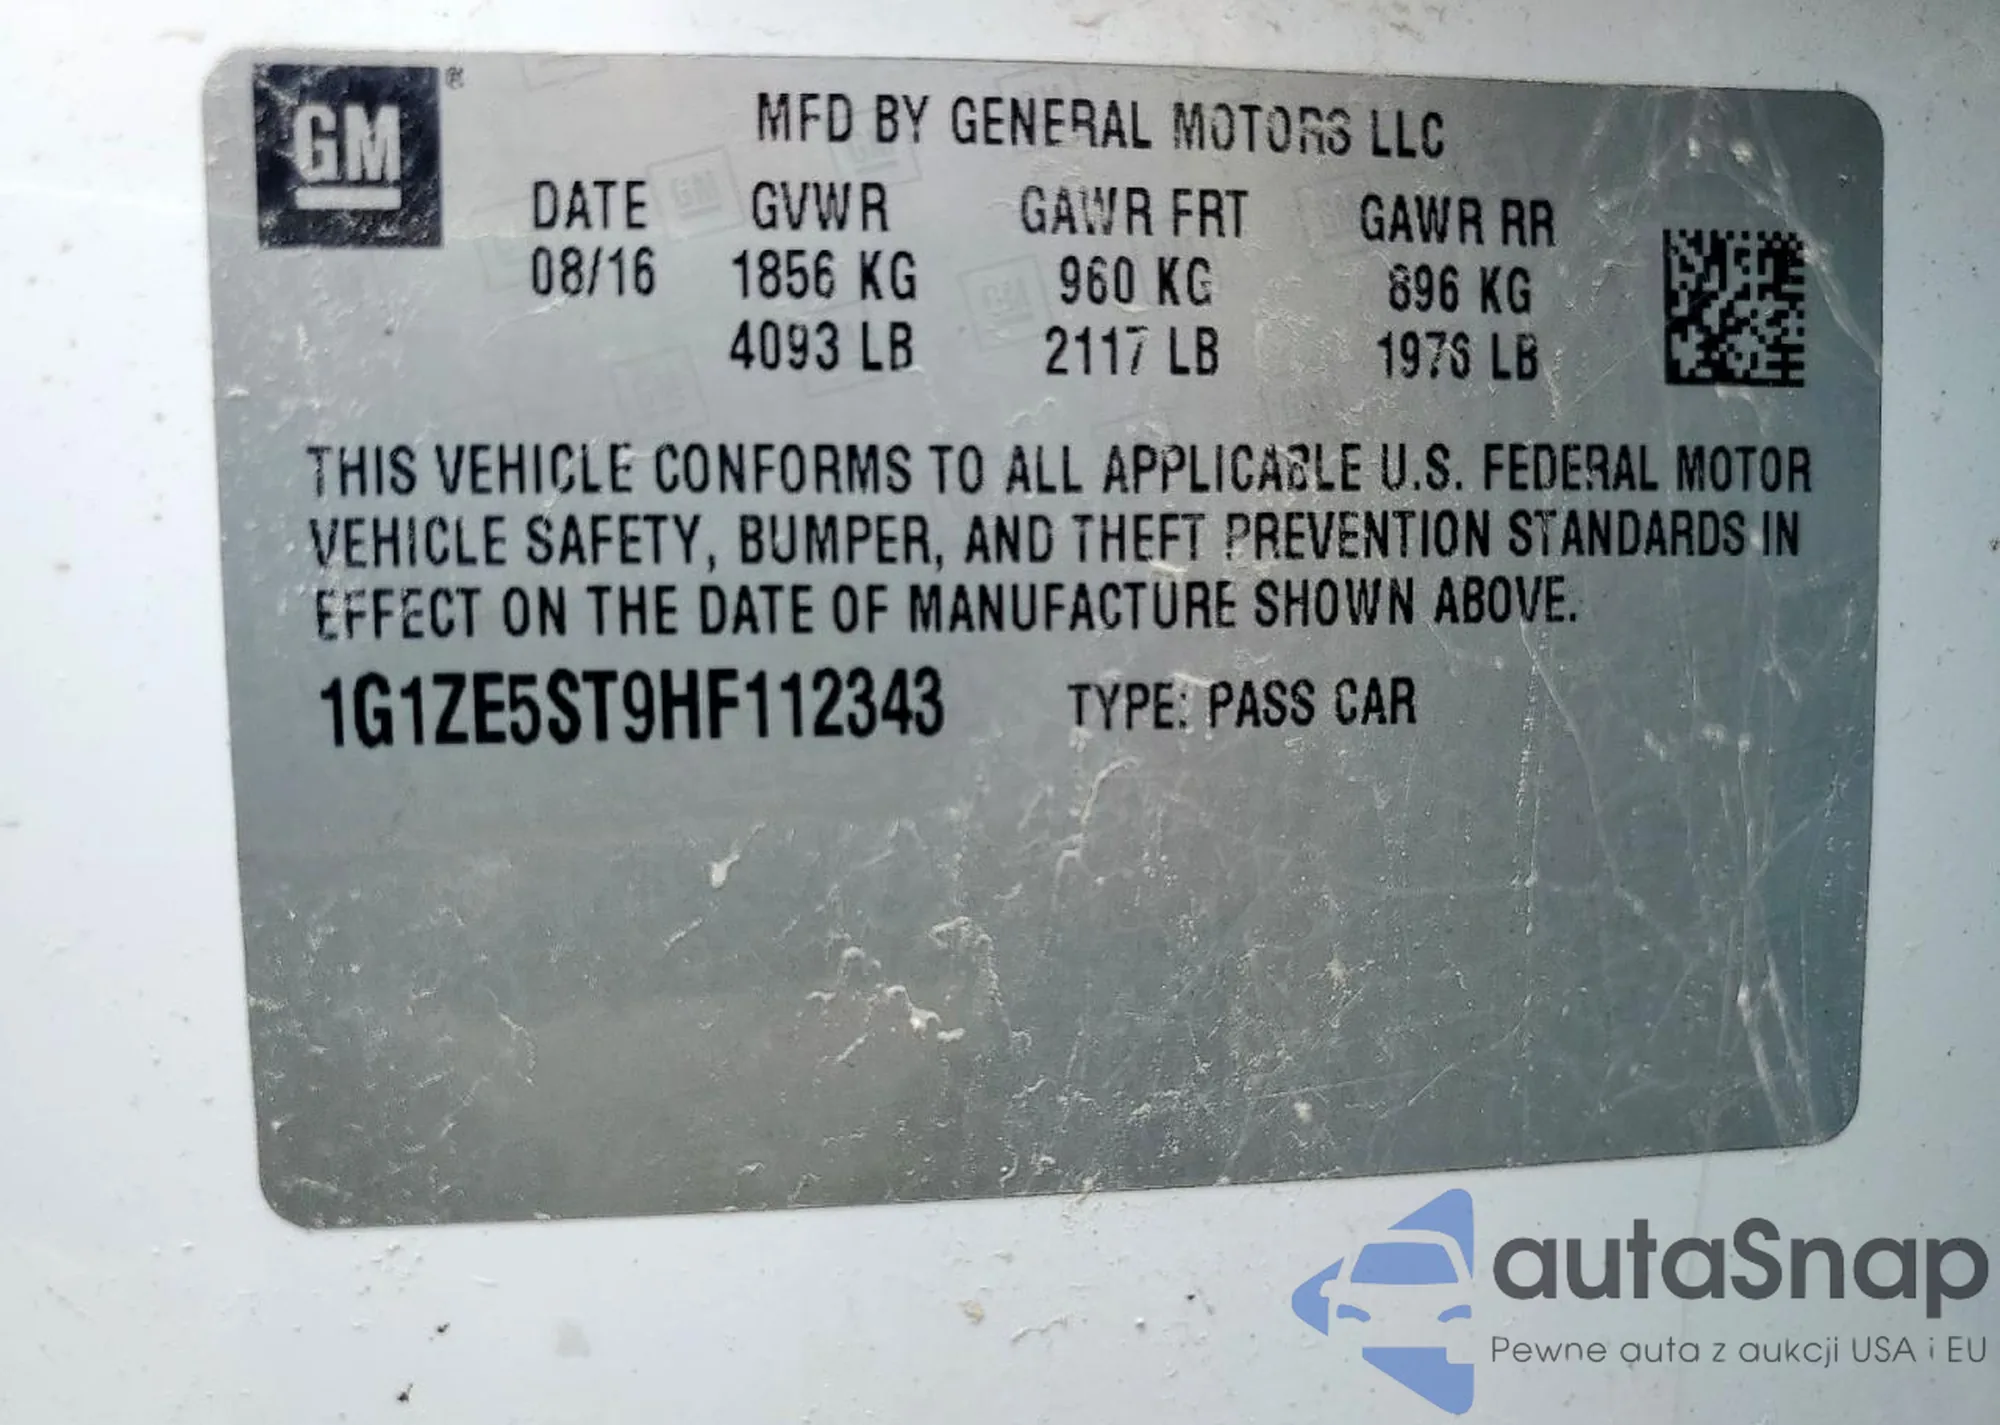 GM®
MFD BY GENERAL MOTORS LLC
DATE GVWR GAWR FRT GAWR RR
08/16 1856 KG 960 KG 896 KG
4093 LB 2117 LB 1976 LB
THIS VEHICLE CONFORMS TO ALL APPLICABLE U.S. FEDERAL MOTOR
VEHICLE SAFETY, BUMPER, AND THEFT PREVENTION STANDARDS IN
EFFECT ON THE DATE OF MANUFACTURE SHOWN ABOVE.
1G1ZE5ST9HF112343 TYPE: PASS CAR
autaSnap
Pewne auta z aukcji USA i EU